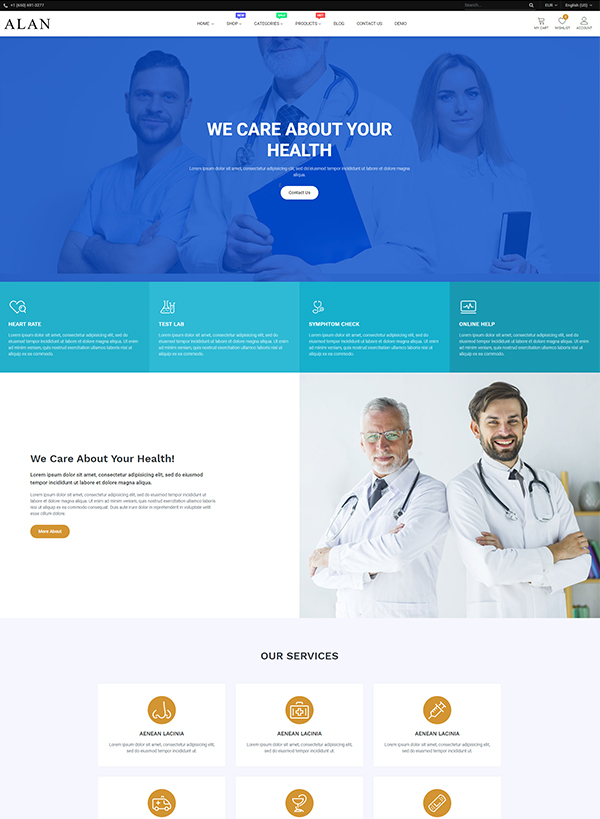 +1 (650) 691-3277
Search...
EUR
English (US)
ALAN
NEW
SALE
HOT
HOME
SHOP
CATEGORIES
PRODUCTS
BLOG
CONTACT US
DEMO
MY CART
0
WISHLIST
ACCOUNT
WE CARE ABOUT YOUR
HEALTH
Lorem ipsum dolor sit amet, consectetur adipisicing elit, sed do eiusmod tempor incididunt ut labore et dolore magna
aliqua.
Contact Us
HEART RATE
Lorem ipsum dolor sit amet, consectetur adipisicing elit, sed do
eiusmod tempor incididunt ut labore et dolore magna aliqua. Ut enim
ad minim veniam, quis nostrud exercitation ullamco laboris nisi ut
aliquip ex ea commodo.
TEST LAB
Lorem ipsum dolor sit amet, consectetur adipisicing elit, sed do
eiusmod tempor incididunt ut labore et dolore magna aliqua. Ut enim
ad minim veniam, quis nostrud exercitation ullamco laboris nisi ut
aliquip ex ea commodo.
SYMPHTOM CHECK
Lorem ipsum dolor sit amet, consectetur adipisicing elit, sed do
eiusmod tempor incididunt ut labore et dolore magna aliqua. Ut enim
ad minim veniam, quis nostrud exercitation ullamco laboris nisi ut
aliquip ex ea commodo.
ONLINE HELP
Lorem ipsum dolor sit amet, consectetur adipisicing elit, sed do
eiusmod tempor incididunt ut labore et dolore magna aliqua. Ut enim
ad minim veniam, quis nostrud exercitation ullamco laboris nisi ut
aliquip ex ea commodo.
We Care About Your Health!
Lorem ipsum dolor sit amet, consectetur adipisicing elit, sed do eiusmod
tempor incididunt ut labore et dolore magna aliqua.
Lorem ipsum dolor sit amet, consectetur adipisicing elit, sed do eiusmod tempor
incididunt ut labore et dolore magna aliqua. Ut enim ad minim veniam, quis nostrud
exercitation ullamco consequat. Duis aute irure dolor in reprehenderit in voluptate velit
esse cillum dolore.
More About
OUR SERVICES
AENEAN LACINIA
Lorem ipsum dolor sit amet, consectetur adipisicing elit, sed do
eiusmod tempor incididunt ut labore.
AENEAN LACINIA
Lorem ipsum dolor sit amet, consectetur adipisicing elit, sed do
eiusmod tempor incididunt ut labore.
AENEAN LACINIA
Lorem ipsum dolor sit amet, consectetur adipisicing elit, sed do
eiusmod tempor incididunt ut labore.